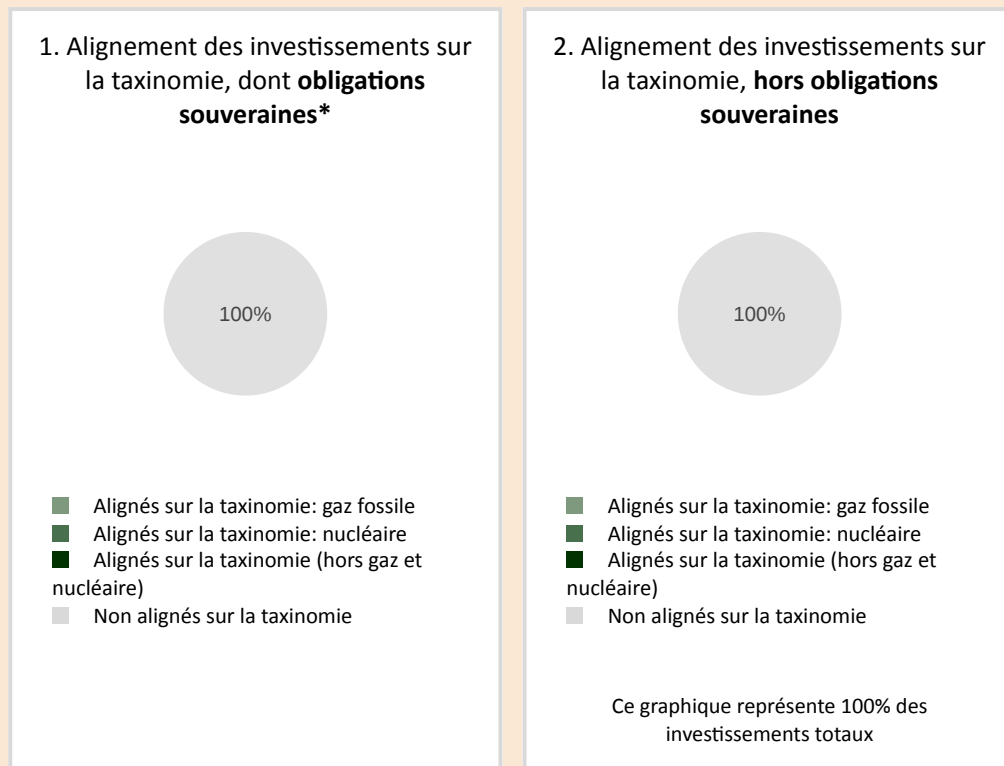 1. Alignement des investissements sur
la taxinomie, dont obligations
souveraines*
100%
Alignés sur la taxinomie: gaz fossile
Alignés sur la taxinomie: nucléaire
Alignés sur la taxinomie (hors gaz et
nucléaire)
Non alignés sur la taxinomie
2. Alignement des investissements sur
la taxinomie, hors obligations
souveraines
100%
Alignés sur la taxinomie: gaz fossile
Alignés sur la taxinomie: nucléaire
Alignés sur la taxinomie (hors gaz et
nucléaire)
Non alignés sur la taxinomie
Ce graphique représente 100% des
investissements totaux